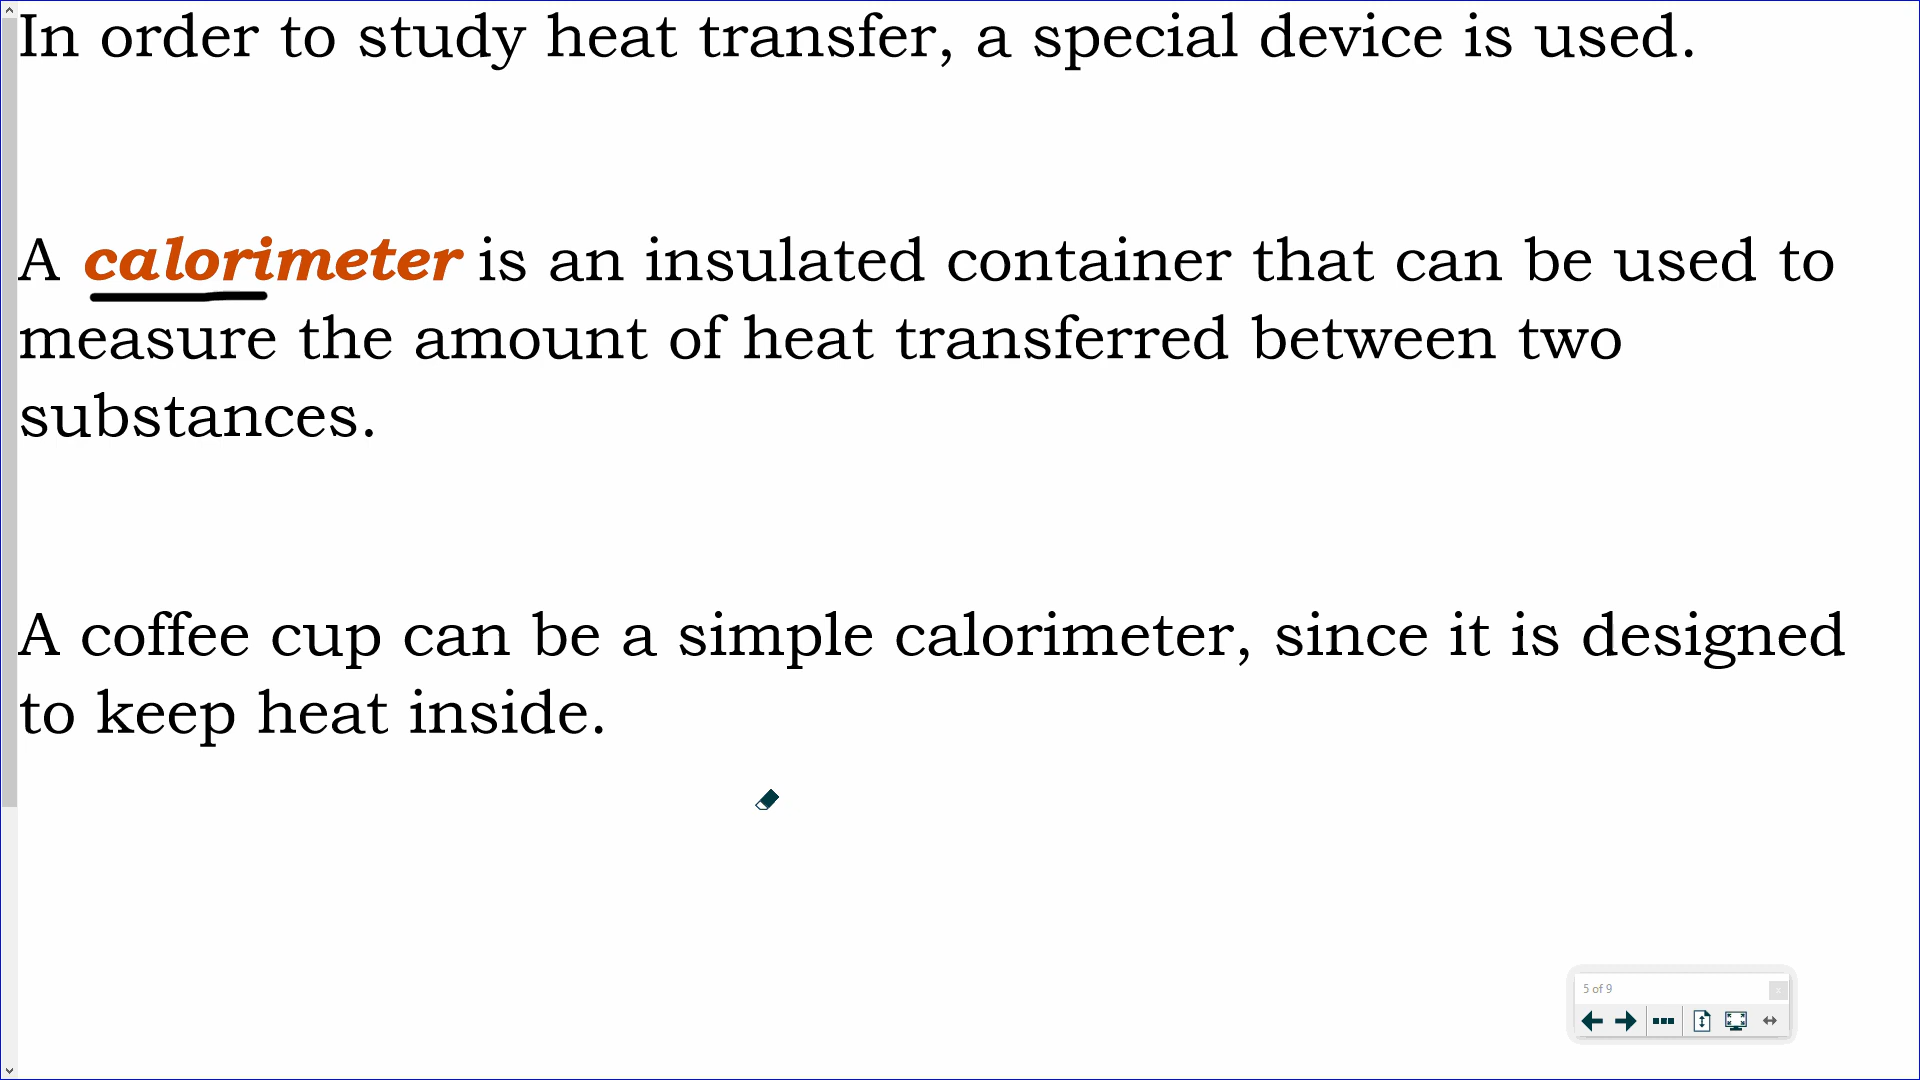 In order to study heat transfer, a special device is used.
A calorimeter is an insulated container that can be used to
measure the amount of heat transferred between two
substances.
A coffee cup can be a simple calorimeter, since it is designed
to keep heat inside.
5 of 9